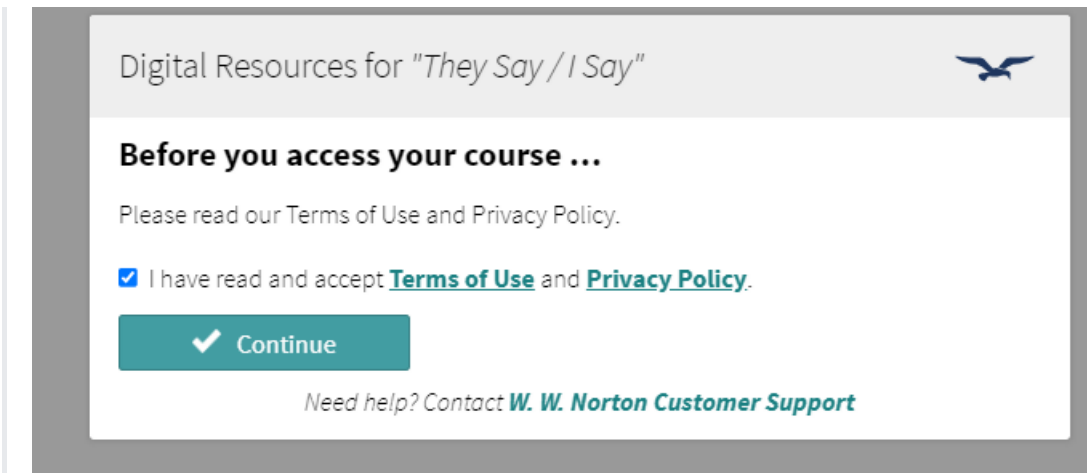 Digital Resources for "They Say / I Say"
Before you access your course ...
Please read our Terms of Use and Privacy Policy.
I have read and accept Terms of Use and Privacy Policy.
Continue
Need help? Contact W. W. Norton Customer Support